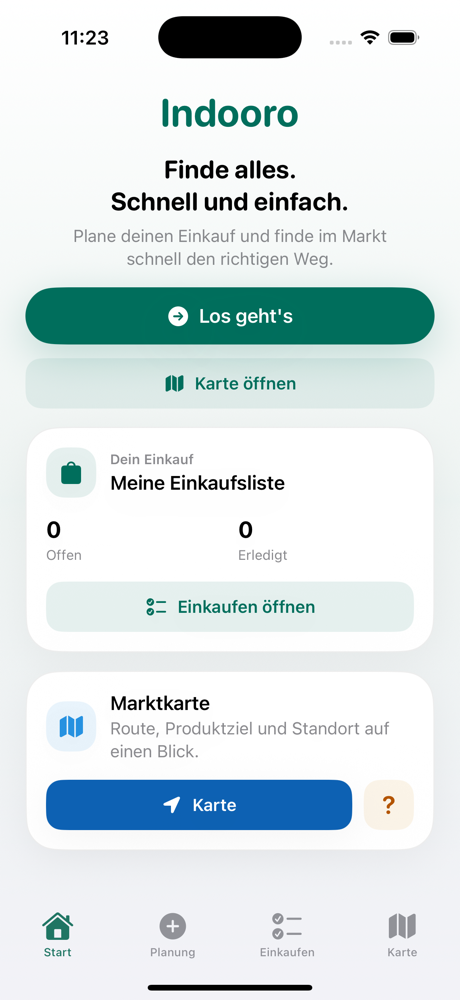 11:23
Indooro
Finde alles.
Schnell und einfach.
Plane deinen Einkauf und finde im Markt
schnell den richtigen Weg.
Los geht's
Karte öffnen
Dein Einkauf
Meine Einkaufsliste
0 0
Offen Erledigt
Einkaufen öffnen
Marktkarte
Route, Produktziel und Standort auf
einen Blick.
Karte ?
Start Planung Einkaufen Karte